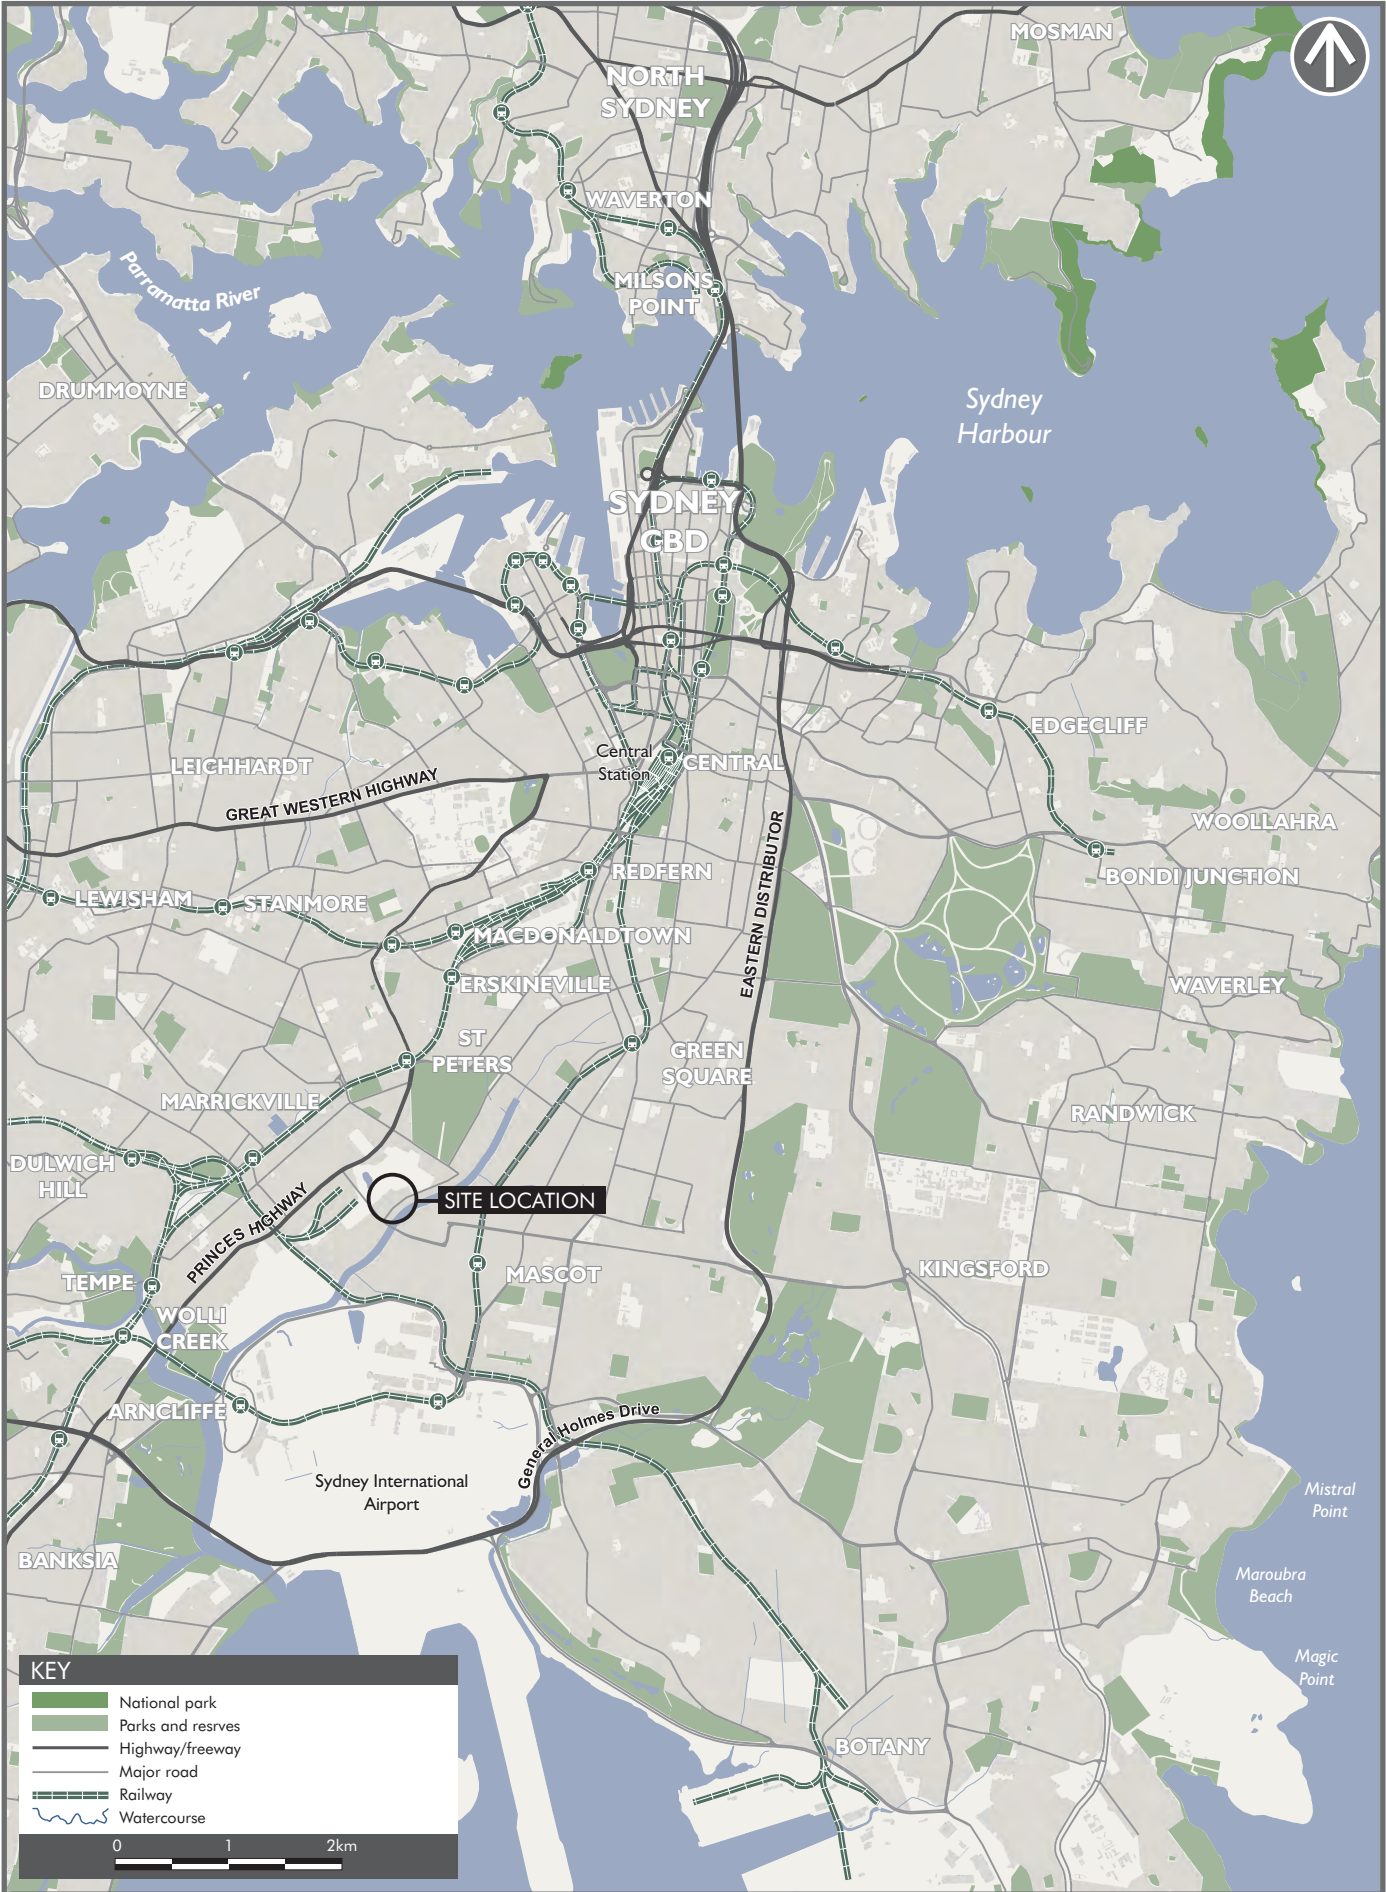 MOSMAN
NORTH
SYDNEY
WAVERTON
MILSONS
POINT
Parramatta River
DRUMMOYNE
Sydney
Harbour
SYDNEY
CBD
EDGECLIFF
LEICHHARDT
Central
Station
CENTRAL
GREAT WESTERN HIGHWAY
WOOLLAHRA
EASTERN DISTRIBUTOR
REDFERN
BONDI JUNCTION
LEWISHAM
STANMORE
MACDONALDTOWN
ERSKINEVILLE
WAVERLEY
ST
PETERS
GREEN
SQUARE
MARRICKVILLE
RANDWICK
DULWICH
HILL
SITE LOCATION
PRINCES HIGHWAY
TEMPE
MASCOT
KINGSFORD
WOLLI
CREEK
ARNCLIFFE
General Holmes Drive
Sydney International
Airport
Mistral
Point
BANKSIA
Maroubra
Beach
Magic
Point
BOTANY
KEY
National park
Parks and resrves
Highway/freeway
Major road
Railway
Watercourse
0 1 2km